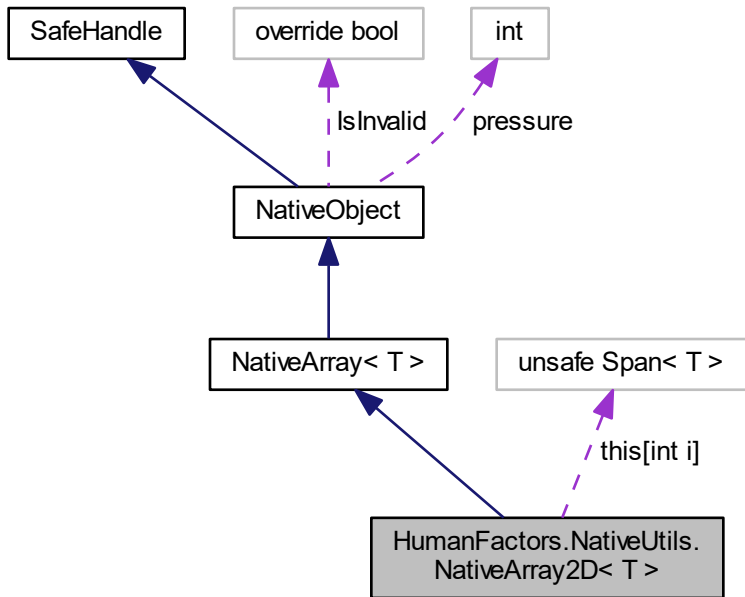 SafeHandle
override bool
int
IsInvalid
pressure
NativeObject
NativeArray< T >
unsafe Span< T >
this[int i]
HumanFactors.NativeUtils.
NativeArray2D< T >